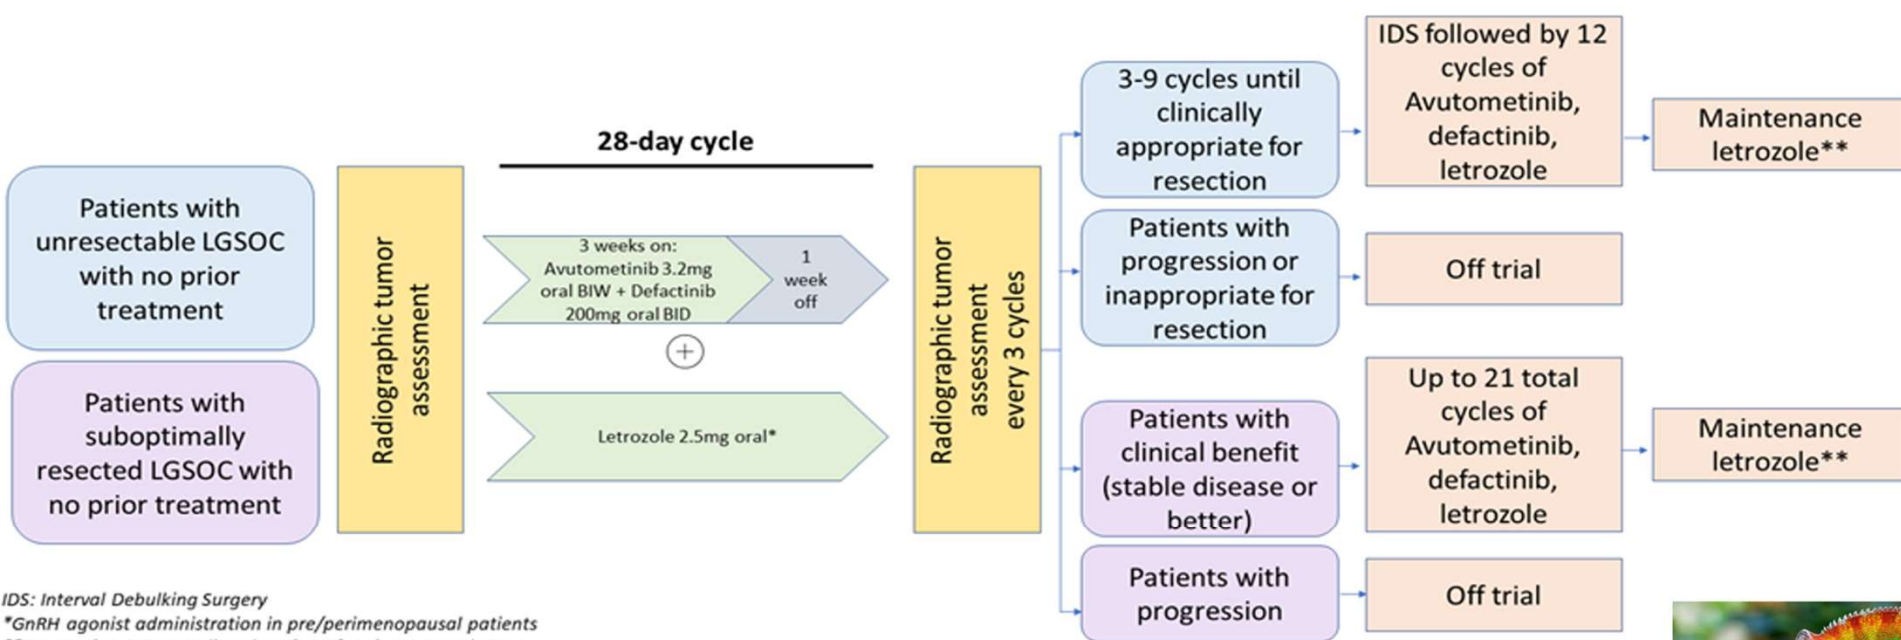 Patients with
unresectable LGSOC
with no prior
treatment
Patients with
suboptimally
resected LGSOC with
no prior treatment
Radiographic tumor
assessment
28-day cycle
3 weeks on:
Avutometinib 3.2mg
oral BIW + Defactinib
200mg oral BID
1
week
off
+
Letrozole 2.5mg oral*
Radiographic tumor
assessment
every 3 cycles
3-9 cycles until
clinically
appropriate for
resection
IDS followed by 12
cycles of
Avutometinib,
defactinib,
letrozole
Maintenance
letrozole**
Patients with
progression or
inappropriate for
resection
Off trial
Patients with
clinical benefit
(stable disease or
better)
Up to 21 total
cycles of
Avutometinib,
defactinib,
letrozole
Maintenance
letrozole**
Patients with
progression
Off trial
IDS: Interval Debulking Surgery
*GnRH agonist administration in pre/perimenopausal patients